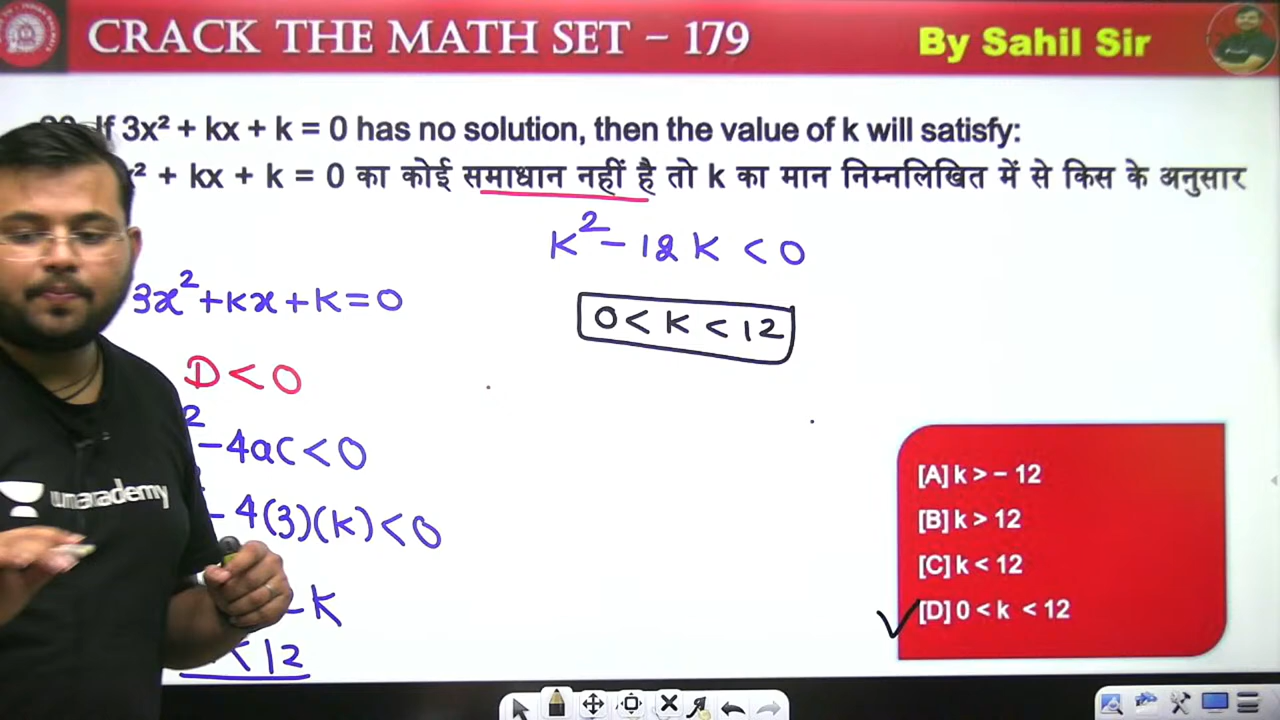 CRACK THE MATH SET – 179
By Sahil Sir
If 3x² + kx + k = 0 has no solution, then the value of k will satisfy:
² + kx + k = 0 का कोई समाधान नहीं है तो k का मान निम्नलिखित में से किस के अनुसार
K² - 12K < 0
0 < K < 12
3x² + Kx + K = 0
D < 0
² - 4ac < 0
- 4(3)(K) < 0
K
< 12
unacademy
[A] k > – 12
[B] k > 12
[C] k < 12
[D] 0 < k < 12